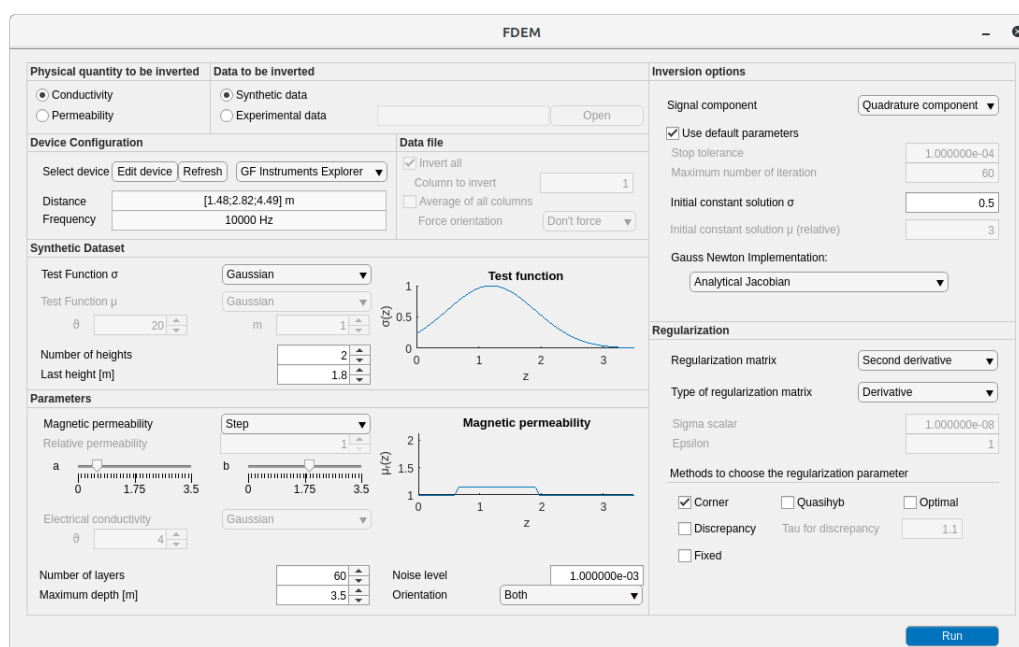 FDEM
Physical quantity to be inverted
Conductivity
Permeability
Data to be inverted
Synthetic data
Experimental data
Open
Device Configuration
Select device Edit device Refresh GF Instruments Explorer
Distance [1.48;2.82;4.49] m
Frequency 10000 Hz
Data file
Invert all
Column to invert 1
Average of all columns
Force orientation Don't force
Synthetic Dataset
Test Function σ Gaussian
Test Function μ Gaussian
ϑ 20 m 1
Number of heights 2
Last height [m] 1.8
Test function
σ(z)
1
0.5
0
0 1 2 3
z
Parameters
Magnetic permeability Step
Relative permeability 1
a b
0 1.75 3.5 0 1.75 3.5
Electrical conductivity Gaussian
ϑ 4
Magnetic permeability
μr(z)
2
1.5
1
0 1 2 3
z
Number of layers 60
Maximum depth [m] 3.5
Noise level 1.000000e-03
Orientation Both
Inversion options
Signal component Quadrature component
Use default parameters
Stop tolerance 1.000000e-04
Maximum number of iteration 60
Initial constant solution σ 0.5
Initial constant solution μ (relative) 3
Gauss Newton Implementation:
Analytical Jacobian
Regularization
Regularization matrix Second derivative
Type of regularization matrix Derivative
Sigma scalar 1.000000e-08
Epsilon 1
Methods to choose the regularization parameter
Corner Quasihyb Optimal
Discrepancy Tau for discrepancy 1.1
Fixed
Run